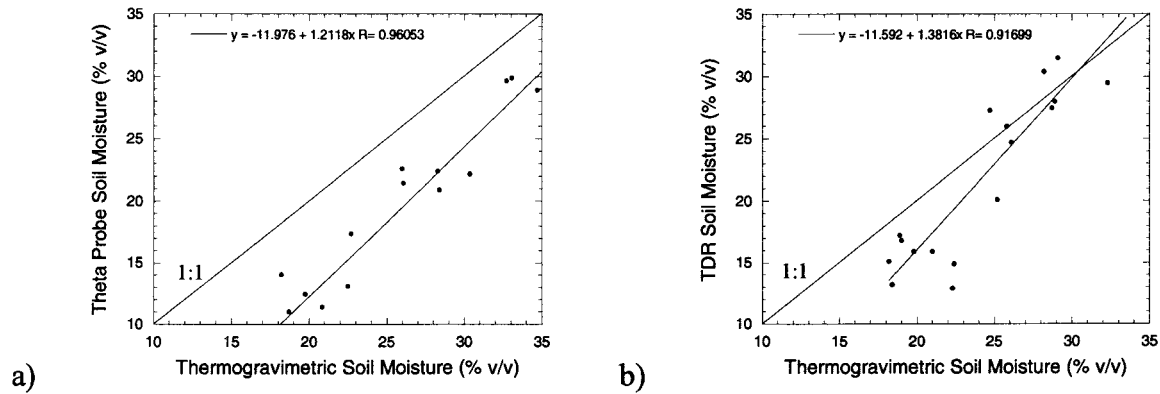 y = -11.976 + 1.2118x R= 0.96053
35
30
25
20
15
10
Theta Probe Soil Moisture (% v/v)
1:1
10 15 20 25 30 35
Thermogravimetric Soil Moisture (% v/v)
a)
y = -11.592 + 1.3816x R= 0.91699
35
30
25
20
15
10
TDR Soil Moisture (% v/v)
1:1
10 15 20 25 30 35
Thermogravimetric Soil Moisture (% v/v)
b)